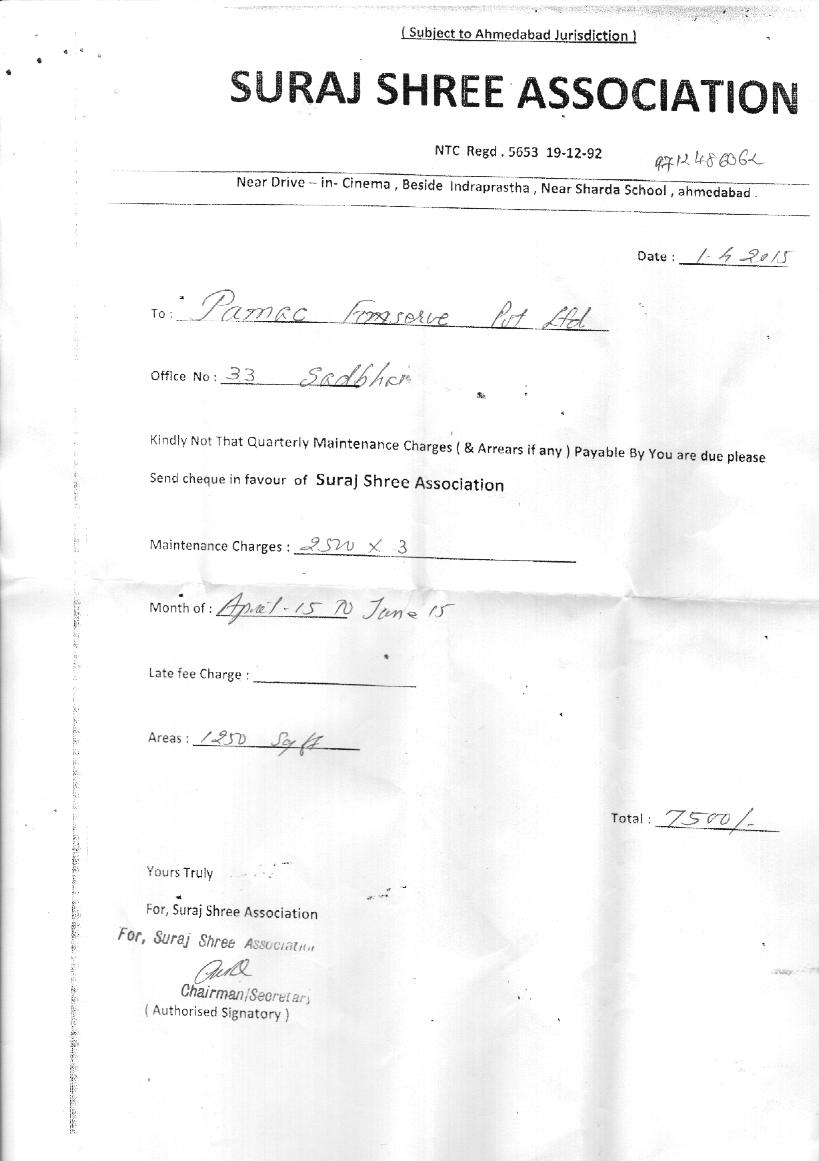 ( Subject to Ahmedabad Jurisdiction )
SURAJ SHREE ASSOCIATION
NTC Regd . 5653 19-12-92
9712486062
Near Drive – in- Cinema , Beside Indraprastha , Near Sharda School , ahmedabad .
Date : 1-4 2015
To : Pamac Finserve Pvt Ltd
Office No : 33 Sadbhav
Kindly Not That Quarterly Maintenance Charges ( & Arrears if any ) Payable By You are due please
Send cheque in favour of Suraj Shree Association
Maintenance Charges : 2500 x 3
Month of : April-15 To June 15
Late fee Charge :
Areas : 1250 Sqft
Total : 7500/-
Yours Truly
For, Suraj Shree Association
For, Suraj Shree Association
Chairman/Secretary
( Authorised Signatory )